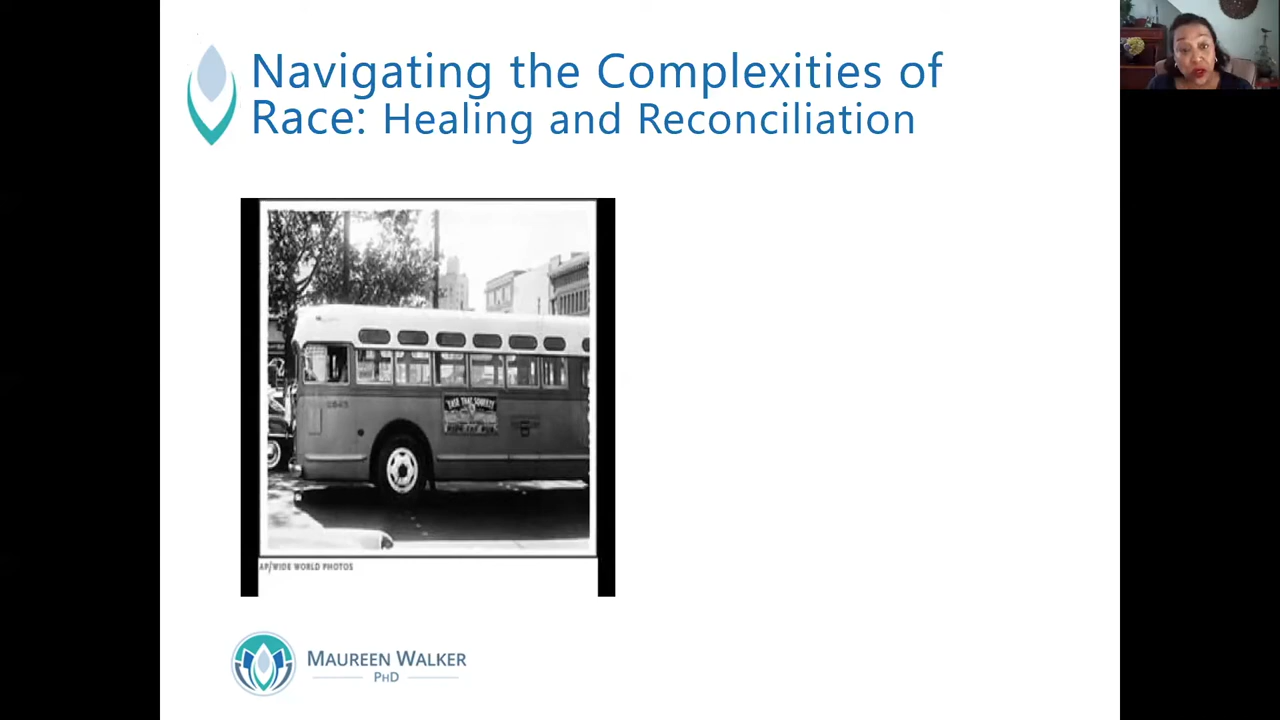 Navigating the Complexities of
Race: Healing and Reconciliation
AP/WIDE WORLD PHOTOS
MAUREEN WALKER
PHD